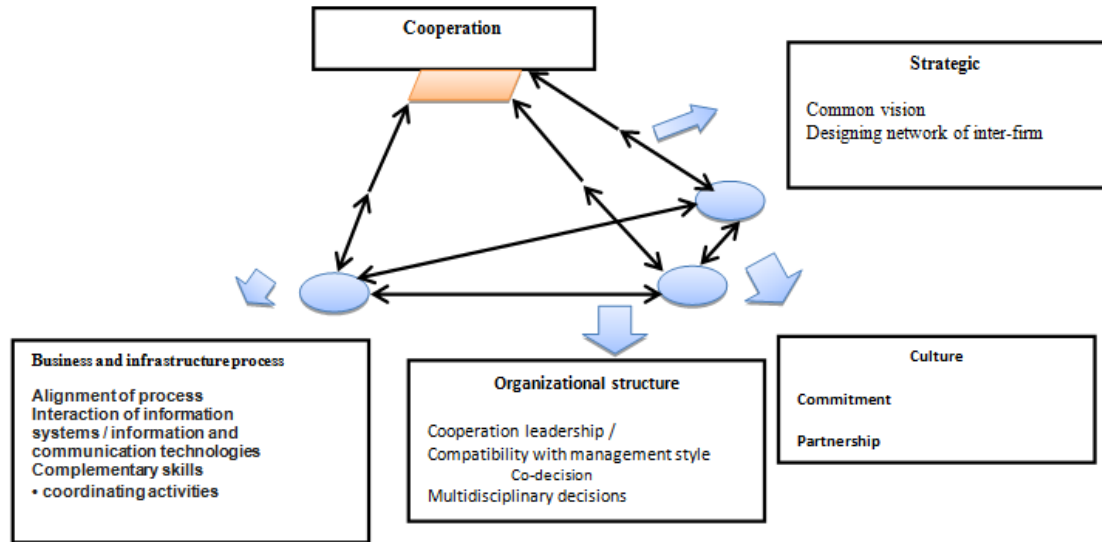 Cooperation
Strategic
Common vision
Designing network of inter-firm
Business and infrastructure process
Alignment of process
Interaction of information
systems / information and
communication technologies
Complementary skills
• coordinating activities
Organizational structure
Cooperation leadership /
Compatibility with management style
Co-decision
Multidisciplinary decisions
Culture
Commitment
Partnership